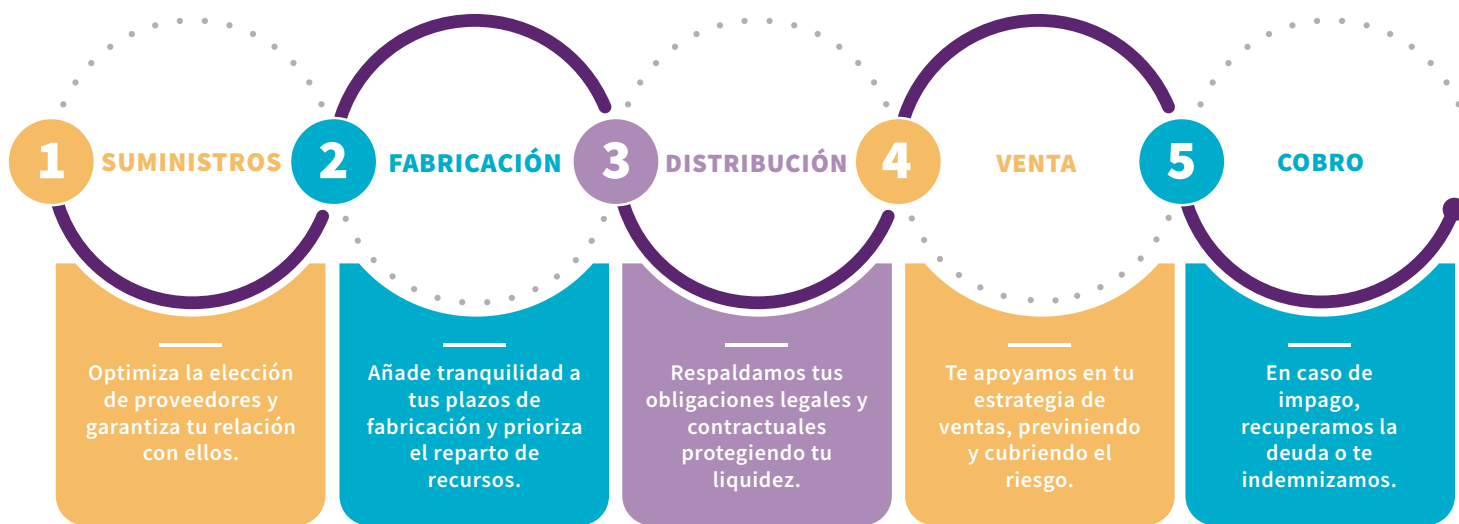 1 SUMINISTROS 2 FABRICACIÓN 3 DISTRIBUCIÓN 4 VENTA 5 COBRO
Optimiza la elección
de proveedores y
garantiza tu relación
con ellos.
Añade tranquilidad a
tus plazos de
fabricación y prioriza
el reparto de
recursos.
Respaldamos tus
obligaciones legales y
contractuales
protegiendo tu
liquidez.
Te apoyamos en tu
estrategia de
ventas, previniendo
y cubriendo el
riesgo.
En caso de
impago,
recuperamos la
deuda o te
indemnizamos.